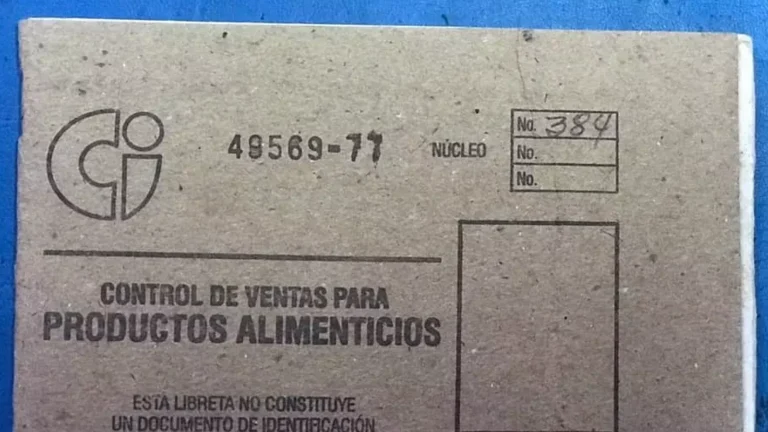 CI
49569-77
NÚCLEO
No. 384
No.
No.
CONTROL DE VENTAS PARA
PRODUCTOS ALIMENTICIOS
ESTA LIBRETA NO CONSTITUYE
UN DOCUMENTO DE IDENTIFICACIÓN